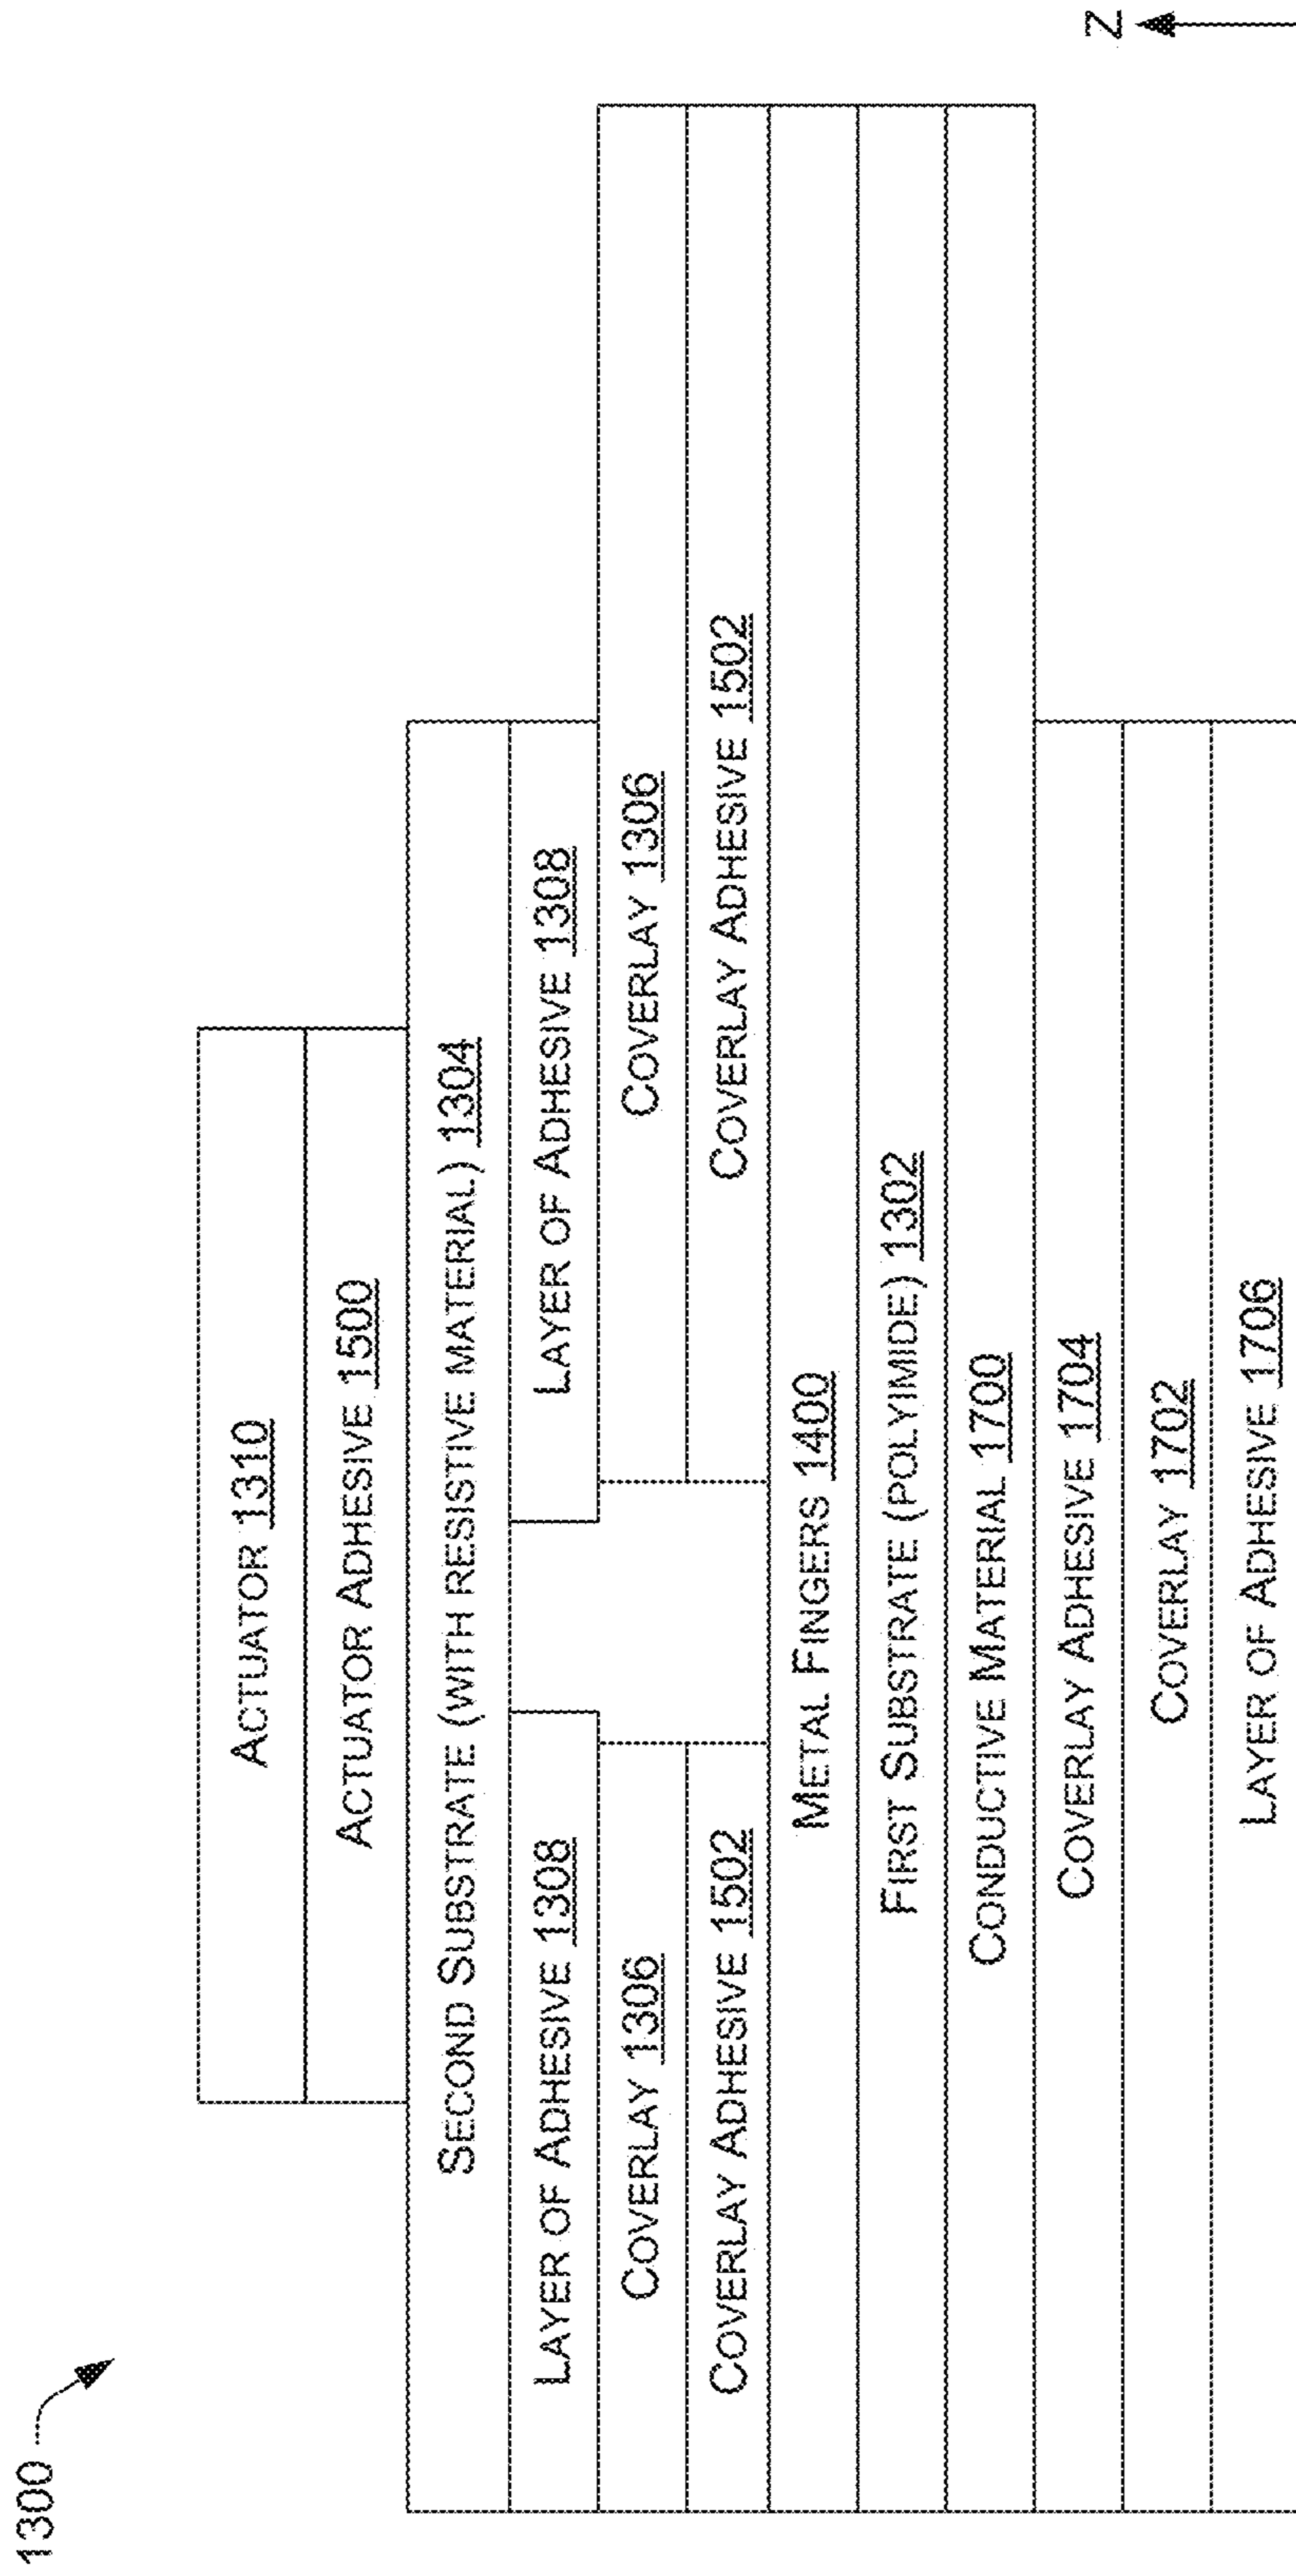 1300
ACTUATOR 1310
ACTUATOR ADHESIVE 1500
SECOND SUBSTRATE (WITH RESISTIVE MATERIAL) 1304
LAYER OF ADHESIVE 1308
LAYER OF ADHESIVE 1308
COVERLAY 1306
COVERLAY 1306
COVERLAY ADHESIVE 1502
COVERLAY ADHESIVE 1502
METAL FINGERS 1400
FIRST SUBSTRATE (POLYIMIDE) 1302
CONDUCTIVE MATERIAL 1700
COVERLAY ADHESIVE 1704
COVERLAY 1702
LAYER OF ADHESIVE 1706
Z